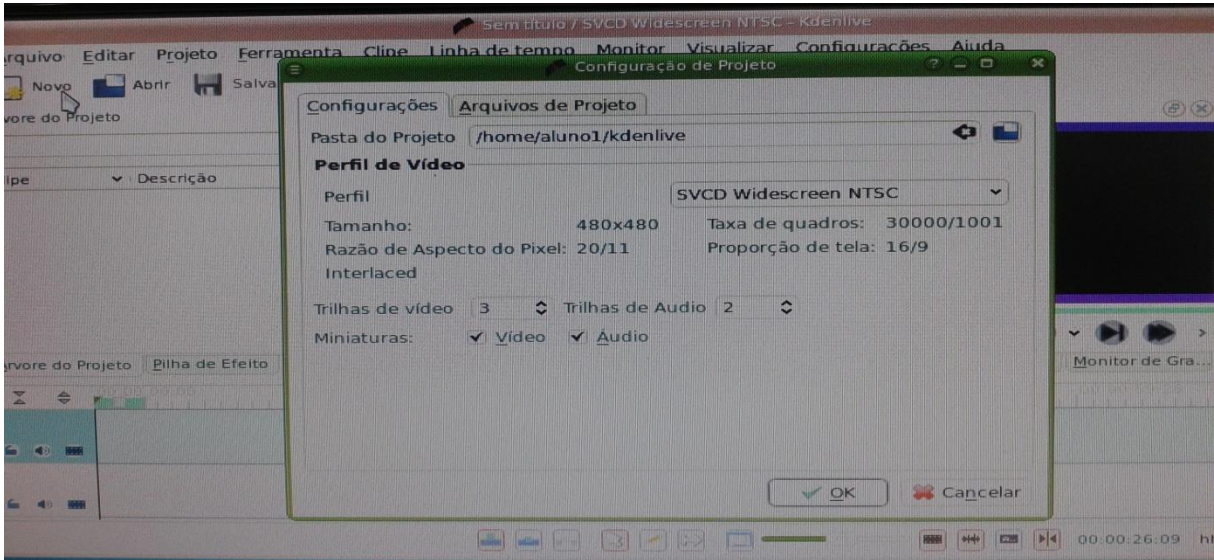 Sem título / SVCD Widescreen NTSC – Kdenlive
rquivo Editar Projeto Ferramenta Clipe Linha de tempo Monitor Visualizar Configurações Ajuda
Configuração de Projeto
Novo Abrir Salva
vore do Projeto
Configurações Arquivos de Projeto
Pasta do Projeto /home/aluno1/kdenlive
Perfil de Vídeo
ipe Descrição
Perfil SVCD Widescreen NTSC
Tamanho: 480x480 Taxa de quadros: 30000/1001
Razão de Aspecto do Pixel: 20/11 Proporção de tela: 16/9
Interlaced
Trilhas de vídeo 3 Trilhas de Audio 2
Miniaturas: Vídeo Áudio
rvore do Projeto Pilha de Efeito Monitor de Gra...
OK Cancelar
00:00:26:09